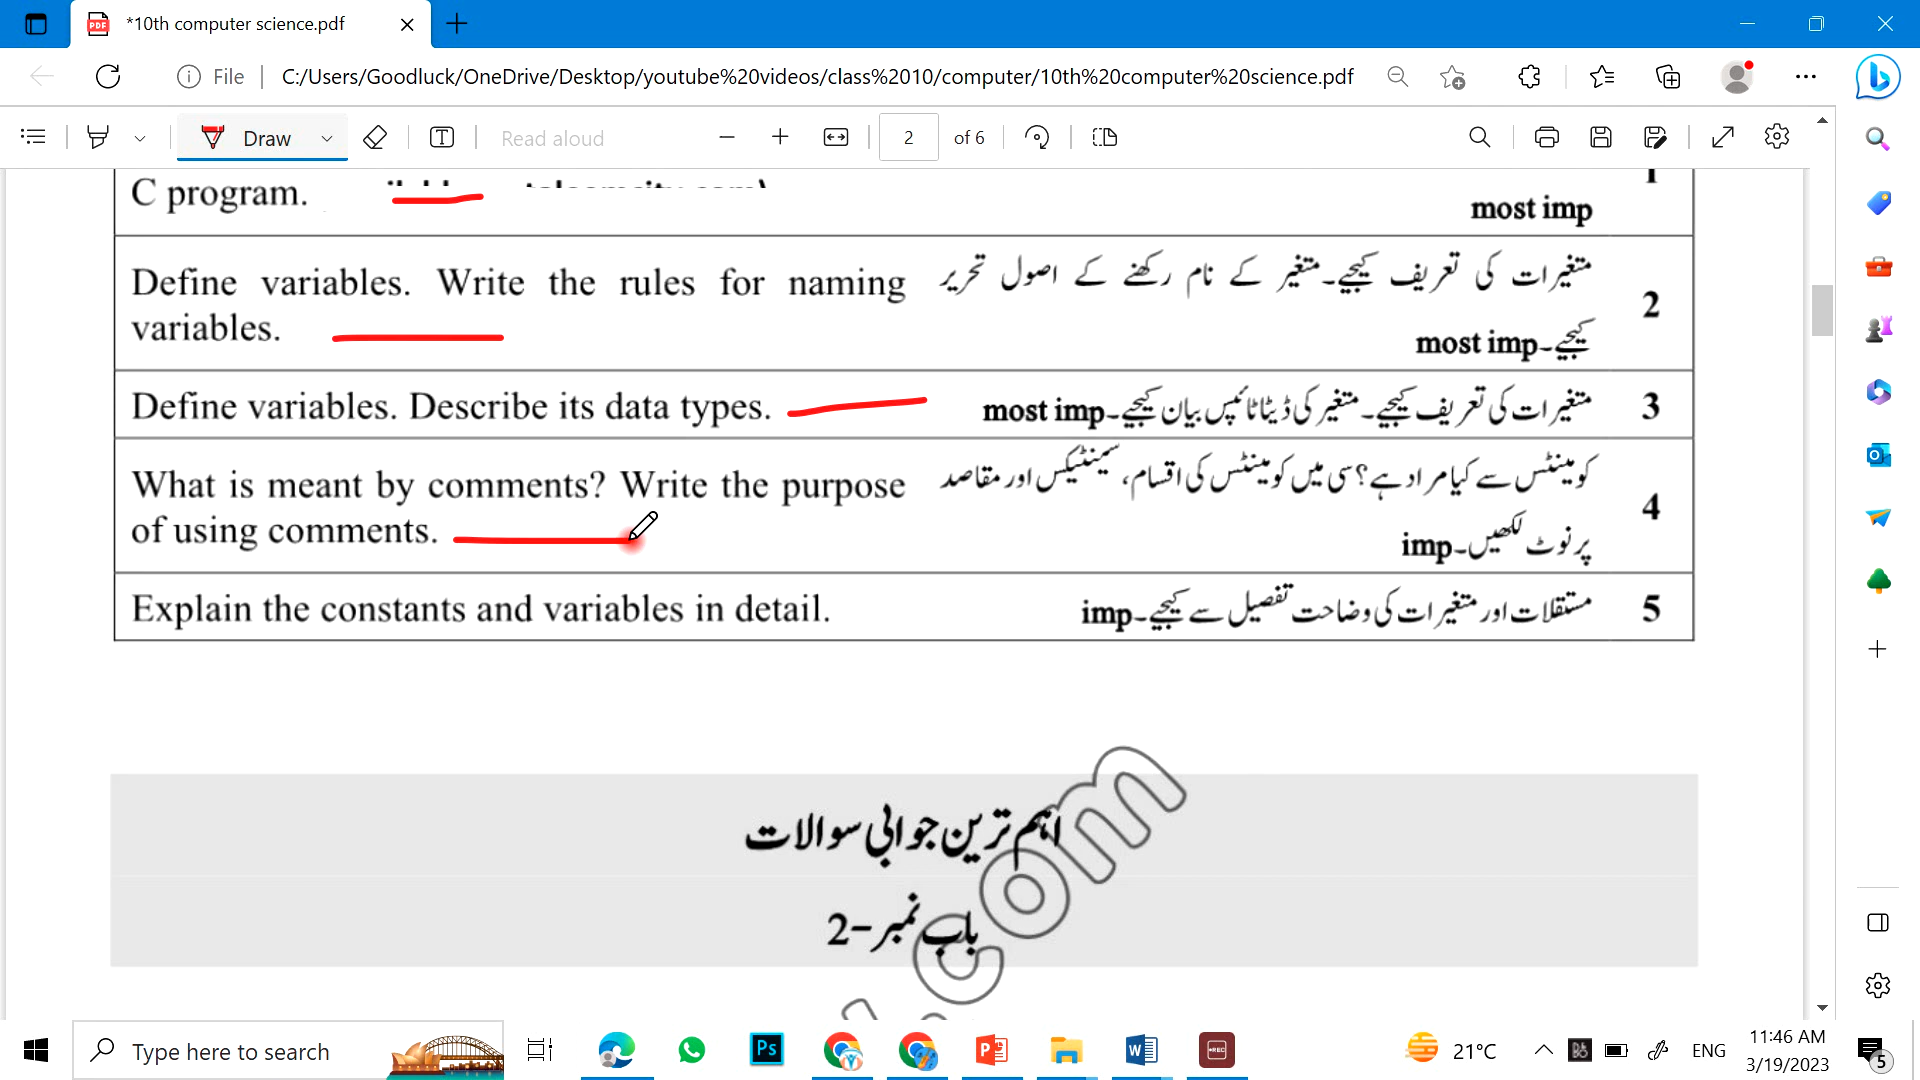 *10th computer science.pdf
File
C:/Users/Goodluck/OneDrive/Desktop/youtube%20videos/class%2010/computer/10th%20computer%20science.pdf
Draw
Read aloud
2
of 6
C program.
1
most imp
Define variables. Write the rules for naming
variables.
متغیرات کی تعریف کیجیے۔ متغیر کے نام رکھنے کے اصول تحریر
کیجیے۔ most imp
2
Define variables. Describe its data types.
متغیرات کی تعریف کیجیے۔ متغیر کی ڈیٹا ٹائپس بیان کیجیے۔ most imp
3
What is meant by comments? Write the purpose
of using comments.
کومینٹس سے کیا مراد ہے؟ سی میں کومینٹس کی اقسام، سیمنٹیکس اور مقاصد
پر نوٹ لکھیں۔ imp
4
Explain the constants and variables in detail.
مستقلات اور متغیرات کی وضاحت تفصیل سے کیجیے۔ imp
5
اہم ترین جوابی سوالات
باب نمبر -2
.com
Type here to search
Ps
21°C
ENG
11:46 AM
3/19/2023
5